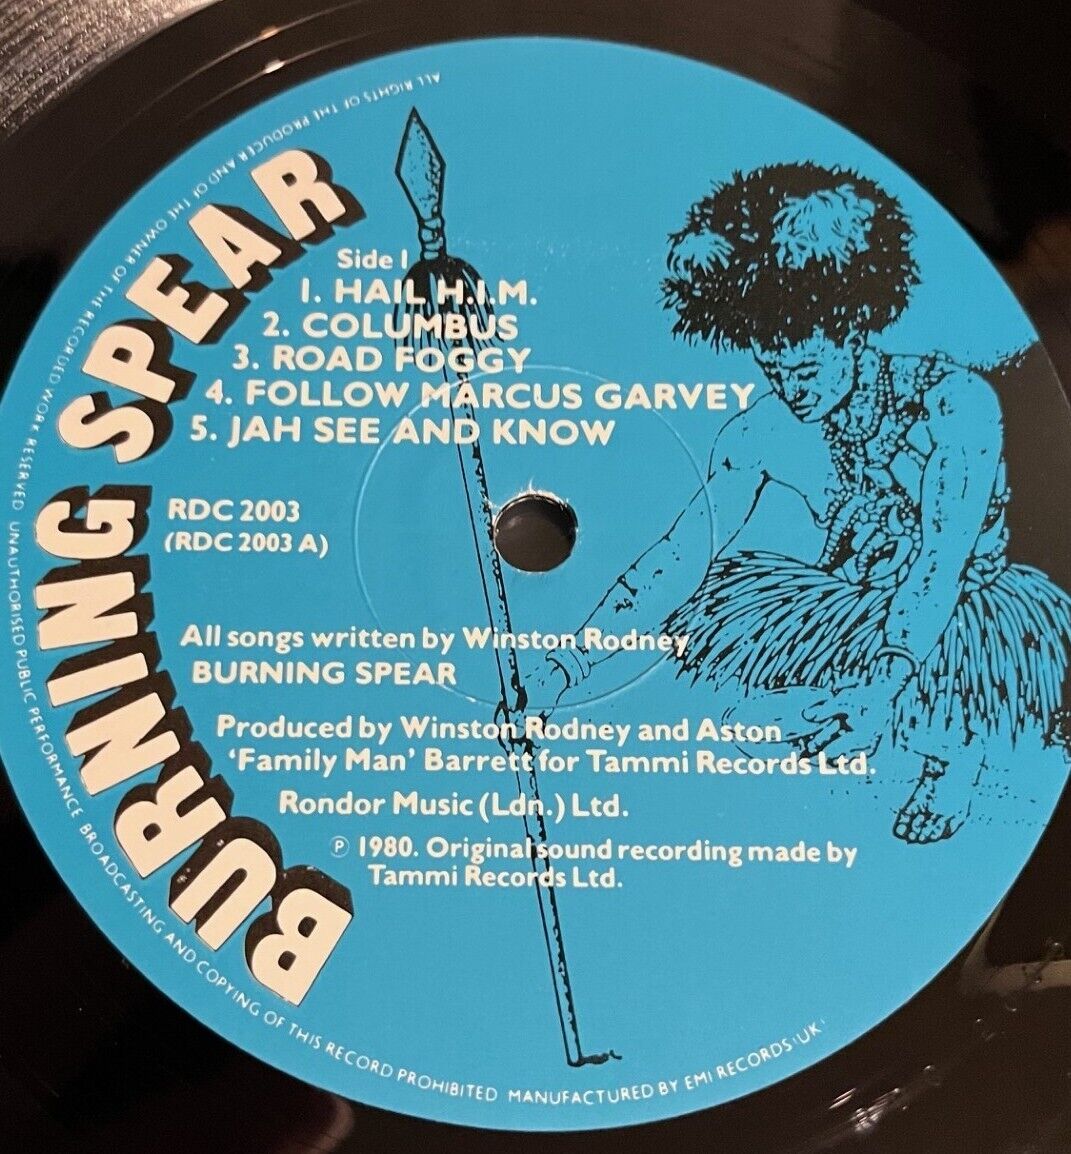 BURNING SPEAR
Side 1
1. HAIL H.I.M.
2. COLUMBUS
3. ROAD FOGGY
4. FOLLOW MARCUS GARVEY
5. JAH SEE AND KNOW
RDC 2003
(RDC 2003 A)
All songs written by Winston Rodney
BURNING SPEAR
Produced by Winston Rodney and Aston
‘Family Man’ Barrett for Tammi Records Ltd.
Rondor Music (Ldn.) Ltd.
℗ 1980. Original sound recording made by
Tammi Records Ltd.
ALL RIGHTS OF THE PRODUCER AND OF THE OWNER OF THE RECORDED WORK RESERVED UNAUTHORISED PUBLIC PERFORMANCE BROADCASTING AND COPYING OF THIS RECORD PROHIBITED MANUFACTURED BY EMI RECORDS (UK)